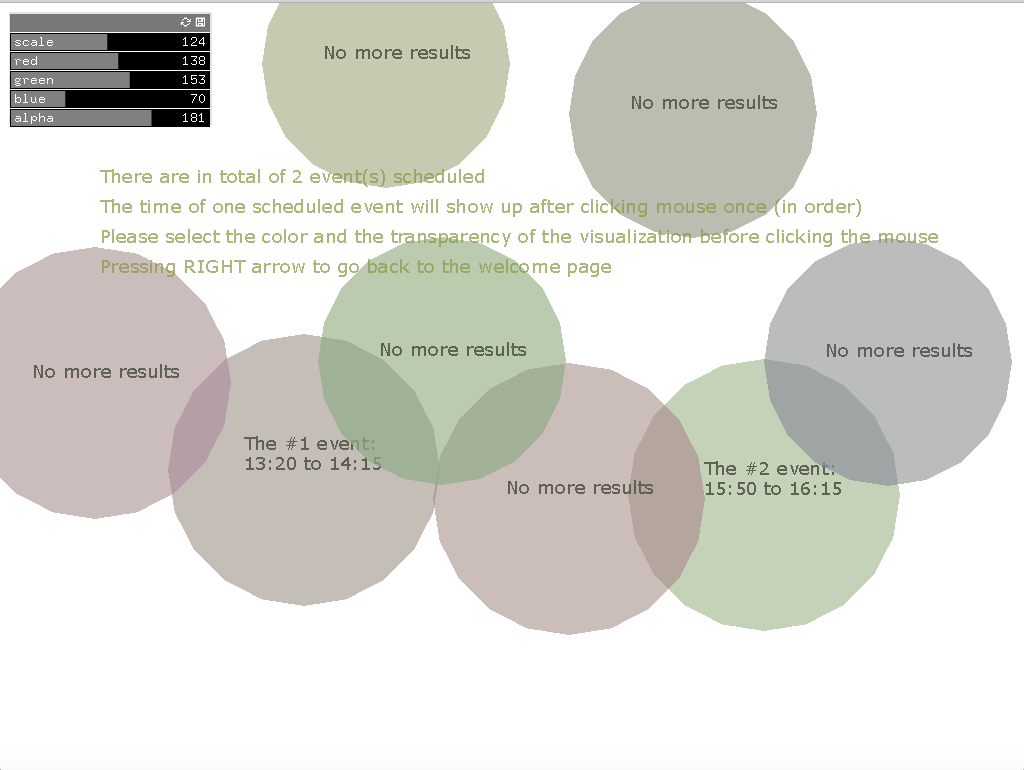 scale 124
red 138
green 153
blue 70
alpha 181
No more results
No more results
There are in total of 2 event(s) scheduled
The time of one scheduled event will show up after clicking mouse once (in order)
Please select the color and the transparency of the visualization before clicking the mouse
Pressing RIGHT arrow to go back to the welcome page
No more results
No more results
No more results
The #1 event:
13:20 to 14:15
The #2 event:
15:50 to 16:15
No more results